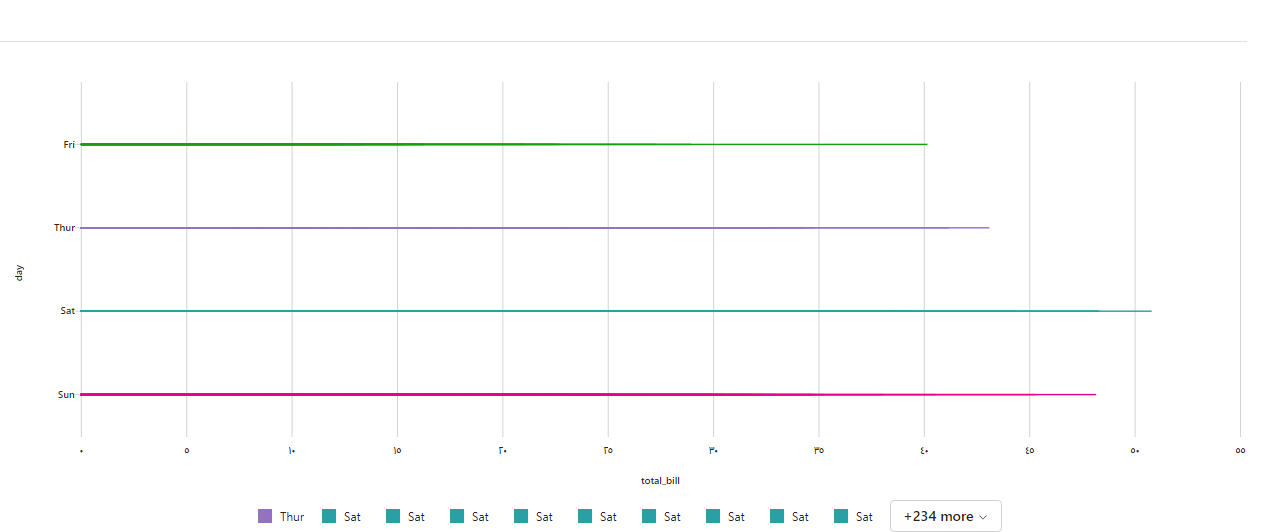 Fri
Thur
day
Sat
Sun
٠ ٥ ١٠ ١٥ ٢٠ ٢٥ ٣٠ ٣٥ ٤٠ ٤٥ ٥٠ ٥٥
total_bill
Thur Sat Sat Sat Sat Sat Sat Sat Sat Sat +234 more